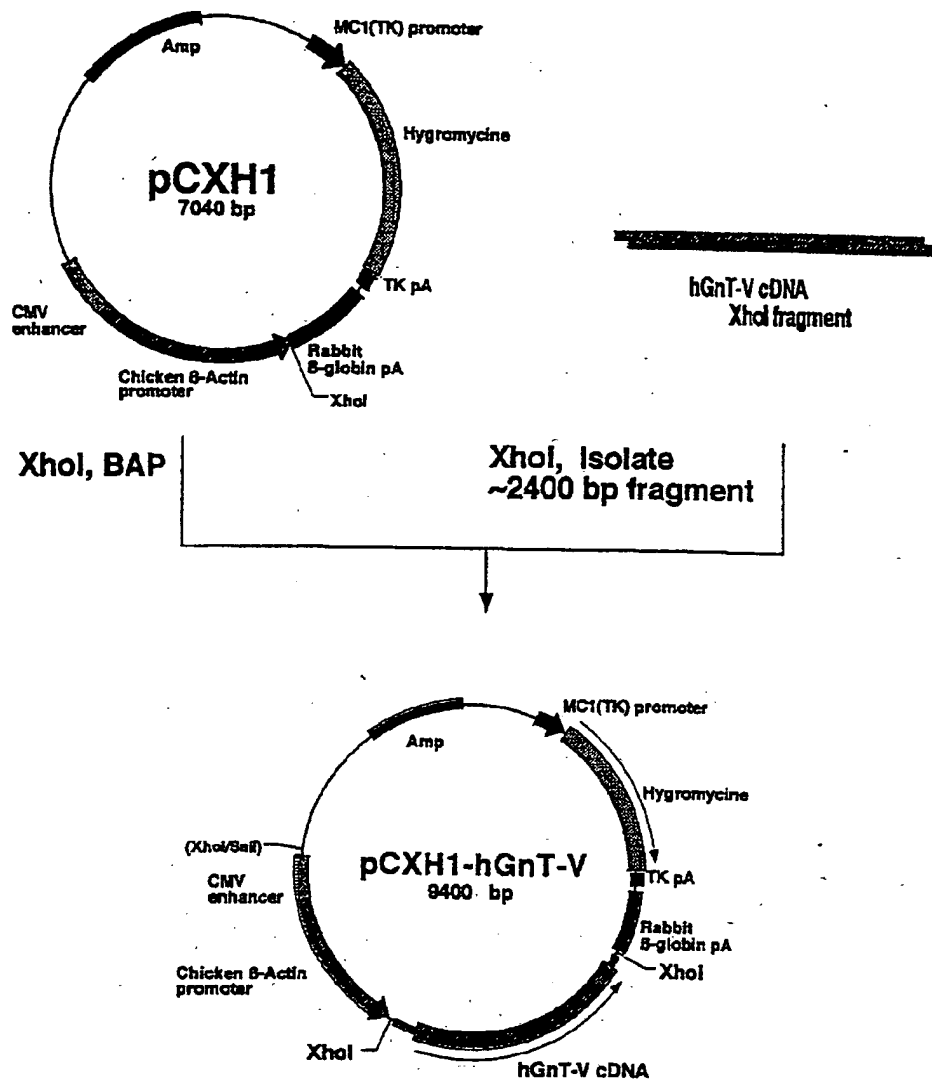 MC1(TK) promoter
Amp
Hygromycine
pCXH1
7040 bp
TK pA
CMV
enhancer
Rabbit
ß-globin pA
Chicken ß-Actin
promoter
XhoI
hGnT-V cDNA
XhoI fragment
XhoI, BAP
XhoI, Isolate
~2400 bp fragment
MC1(TK) promoter
Amp
Hygromycine
(XhoI/SalI)
CMV
enhancer
pCXH1-hGnT-V
9400 bp
TK pA
Rabbit
ß-globin pA
XhoI
Chicken ß-Actin
promoter
XhoI
hGnT-V cDNA